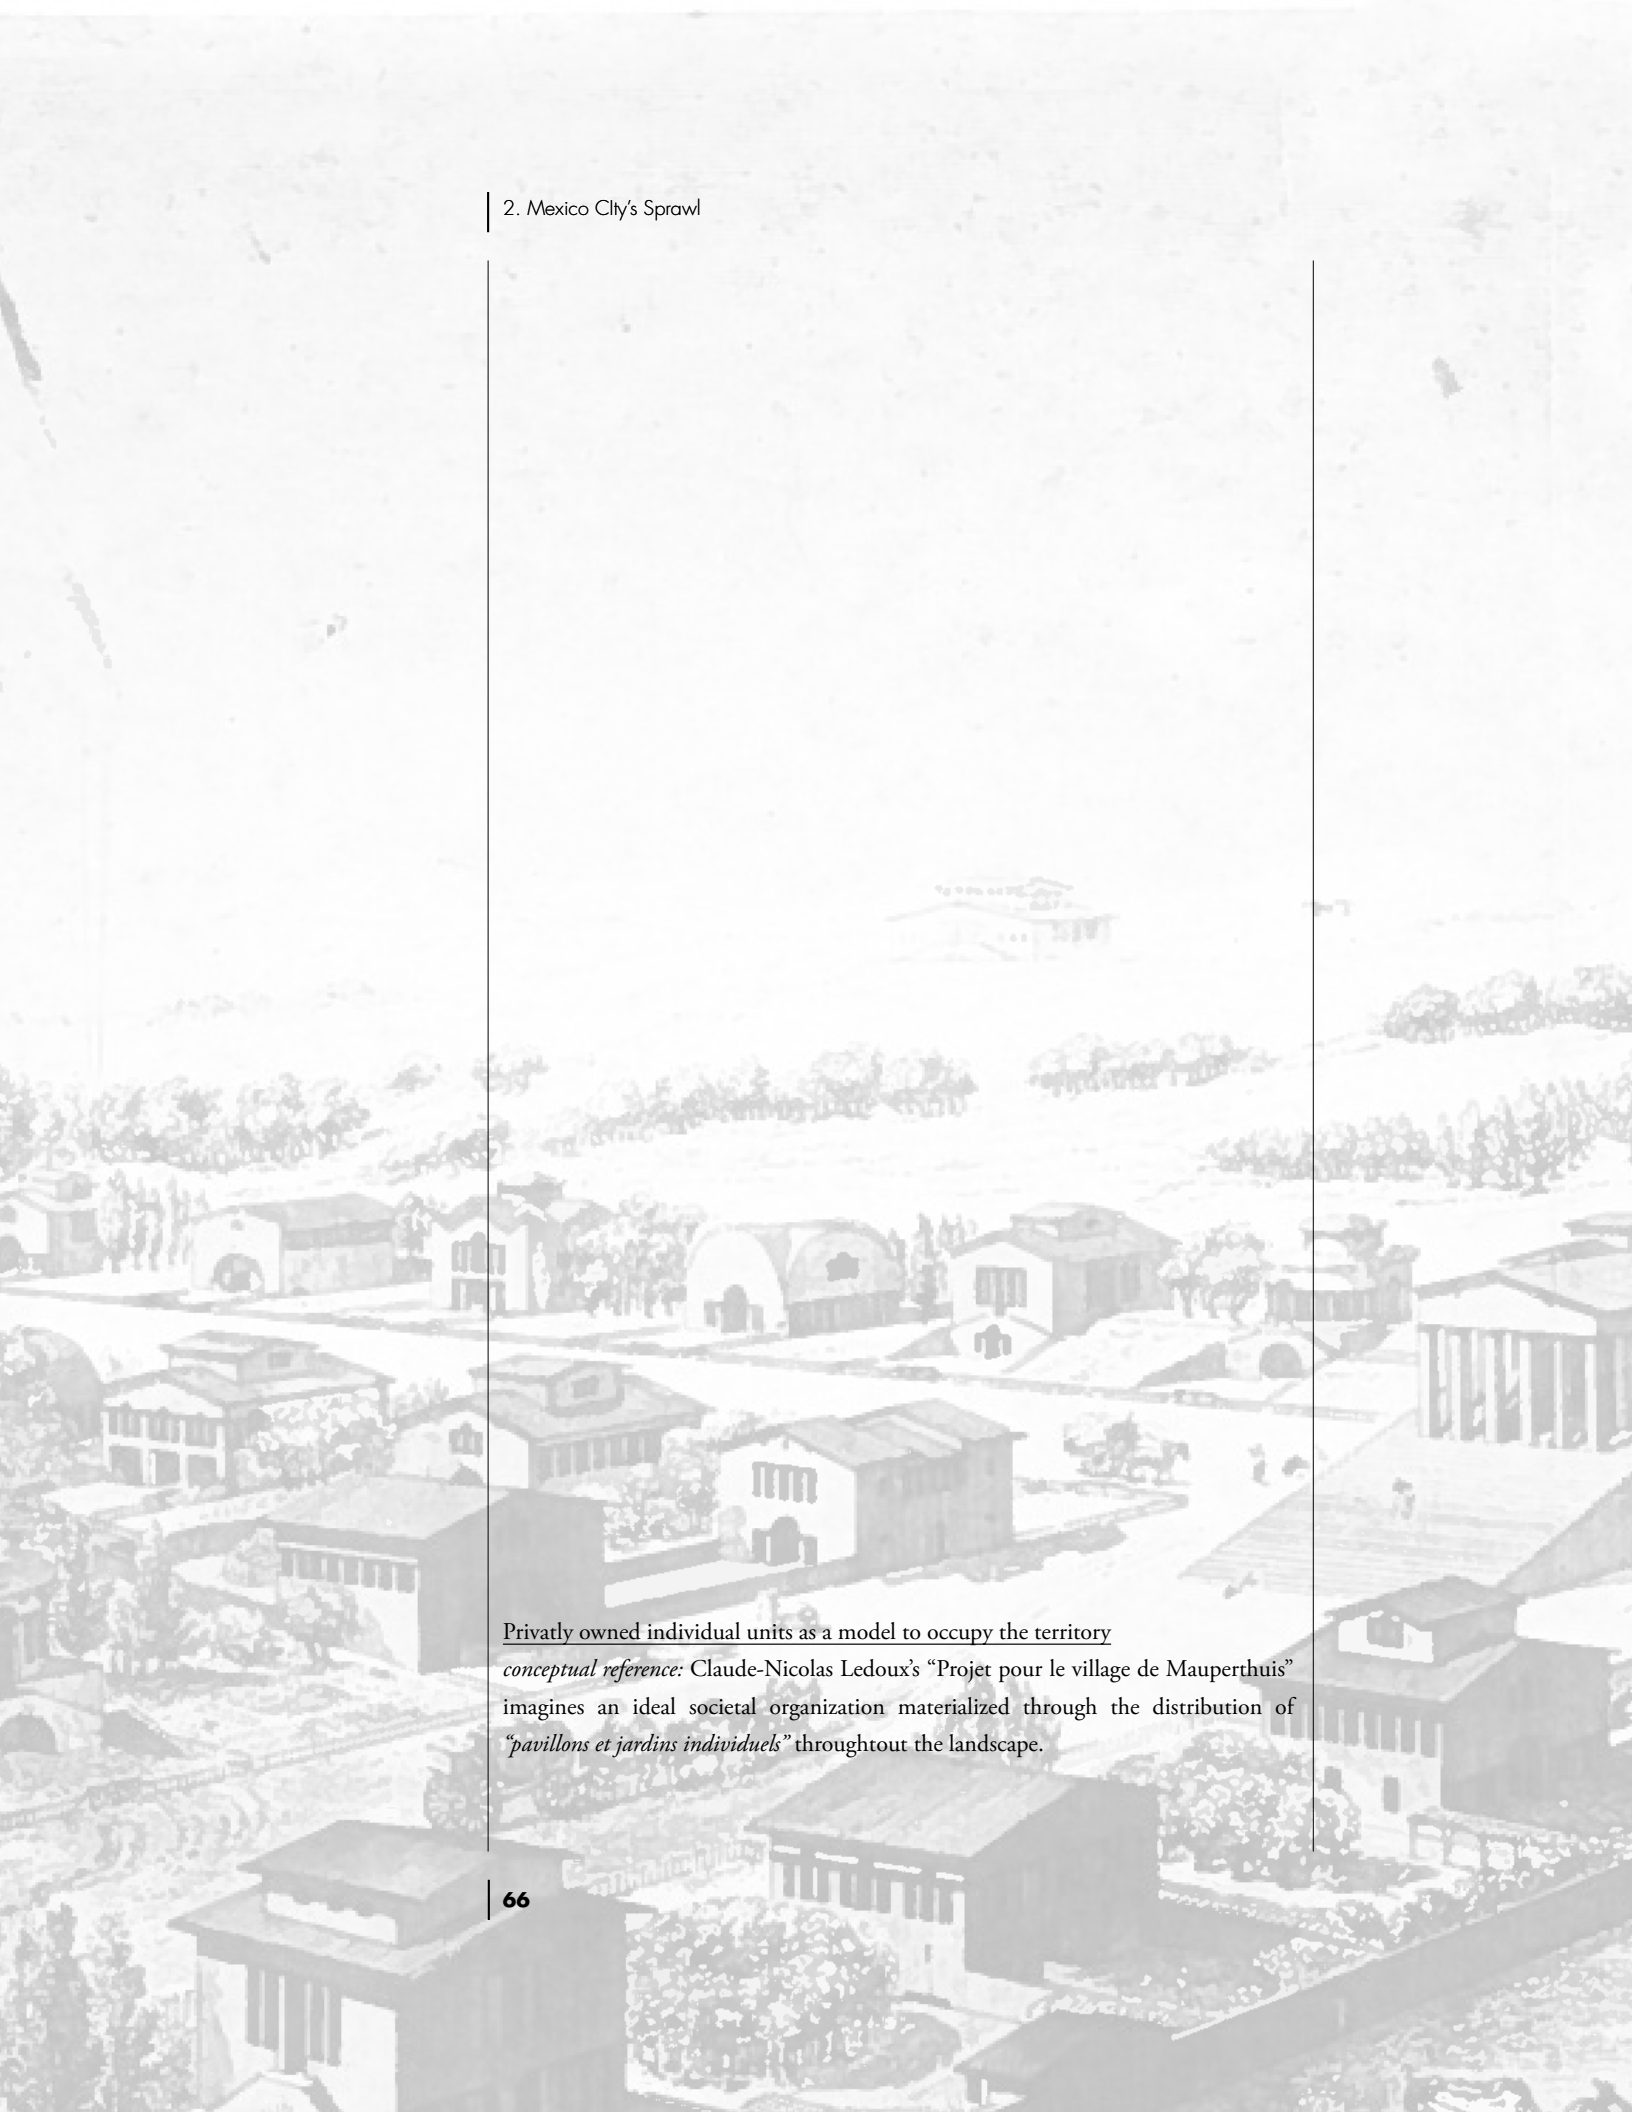 2. Mexico CIty’s Sprawl
Privatly owned individual units as a model to occupy the territory
conceptual reference: Claude-Nicolas Ledoux’s “Projet pour le village de Mauperthuis”
imagines an ideal societal organization materialized through the distribution of
“pavillons et jardins individuels” throughtout the landscape.
66